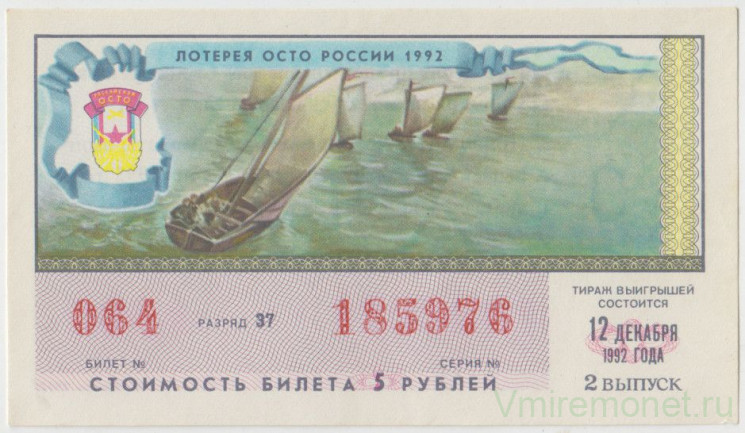 ЛОТЕРЕЯ ОСТО РОССИИ 1992
РОССИЙСКАЯ
ОСТО
064 РАЗРЯД 37 185976
БИЛЕТ № СЕРИЯ №
СТОИМОСТЬ БИЛЕТА 5 РУБЛЕЙ
ТИРАЖ ВЫИГРЫШЕЙ
СОСТОИТСЯ
12 ДЕКАБРЯ
1992 ГОДА
2 ВЫПУСК
Vmiremonet.ru